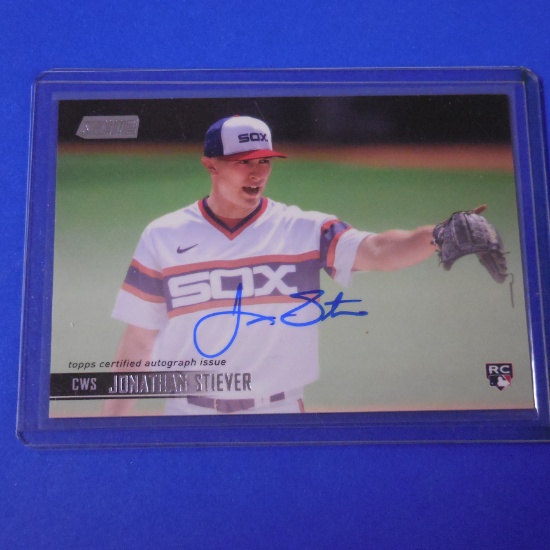 SOX
SOX
topps certified autograph issue
CWS JONATHAN STIEVER
RC